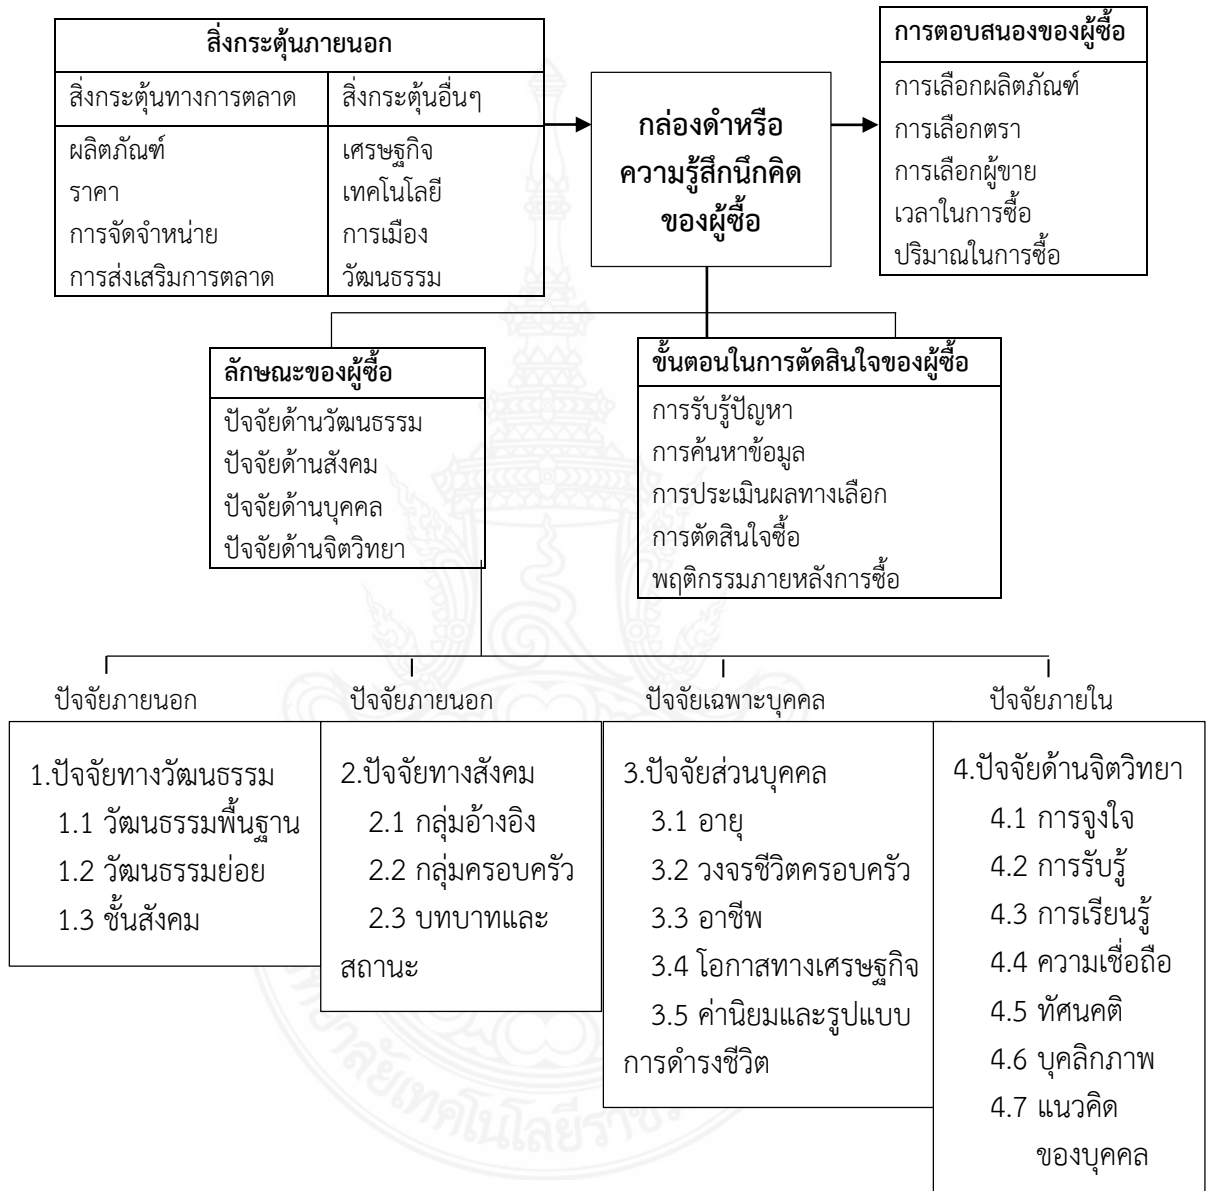 สิ่งกระตุ้นภายนอก
สิ่งกระตุ้นทางการตลาด
สิ่งกระตุ้นอื่นๆ
ผลิตภัณฑ์
ราคา
การจัดจำหน่าย
การส่งเสริมการตลาด
เศรษฐกิจ
เทคโนโลยี
การเมือง
วัฒนธรรม
กล่องดำหรือ
ความรู้สึกนึกคิด
ของผู้ซื้อ
การตอบสนองของผู้ซื้อ
การเลือกผลิตภัณฑ์
การเลือกตรา
การเลือกผู้ขาย
เวลาในการซื้อ
ปริมาณในการซื้อ
ลักษณะของผู้ซื้อ
ปัจจัยด้านวัฒนธรรม
ปัจจัยด้านสังคม
ปัจจัยด้านบุคคล
ปัจจัยด้านจิตวิทยา
ขั้นตอนในการตัดสินใจของผู้ซื้อ
การรับรู้ปัญหา
การค้นหาข้อมูล
การประเมินผลทางเลือก
การตัดสินใจซื้อ
พฤติกรรมภายหลังการซื้อ
ปัจจัยภายนอก
1.ปัจจัยทางวัฒนธรรม
1.1 วัฒนธรรมพื้นฐาน
1.2 วัฒนธรรมย่อย
1.3 ชั้นสังคม
ปัจจัยภายนอก
2.ปัจจัยทางสังคม
2.1 กลุ่มอ้างอิง
2.2 กลุ่มครอบครัว
2.3 บทบาทและ
สถานะ
ปัจจัยเฉพาะบุคคล
3.ปัจจัยส่วนบุคคล
3.1 อายุ
3.2 วงจรชีวิตครอบครัว
3.3 อาชีพ
3.4 โอกาสทางเศรษฐกิจ
3.5 ค่านิยมและรูปแบบ
การดำรงชีวิต
ปัจจัยภายใน
4.ปัจจัยด้านจิตวิทยา
4.1 การจูงใจ
4.2 การรับรู้
4.3 การเรียนรู้
4.4 ความเชื่อถือ
4.5 ทัศนคติ
4.6 บุคลิกภาพ
4.7 แนวคิด
ของบุคคล